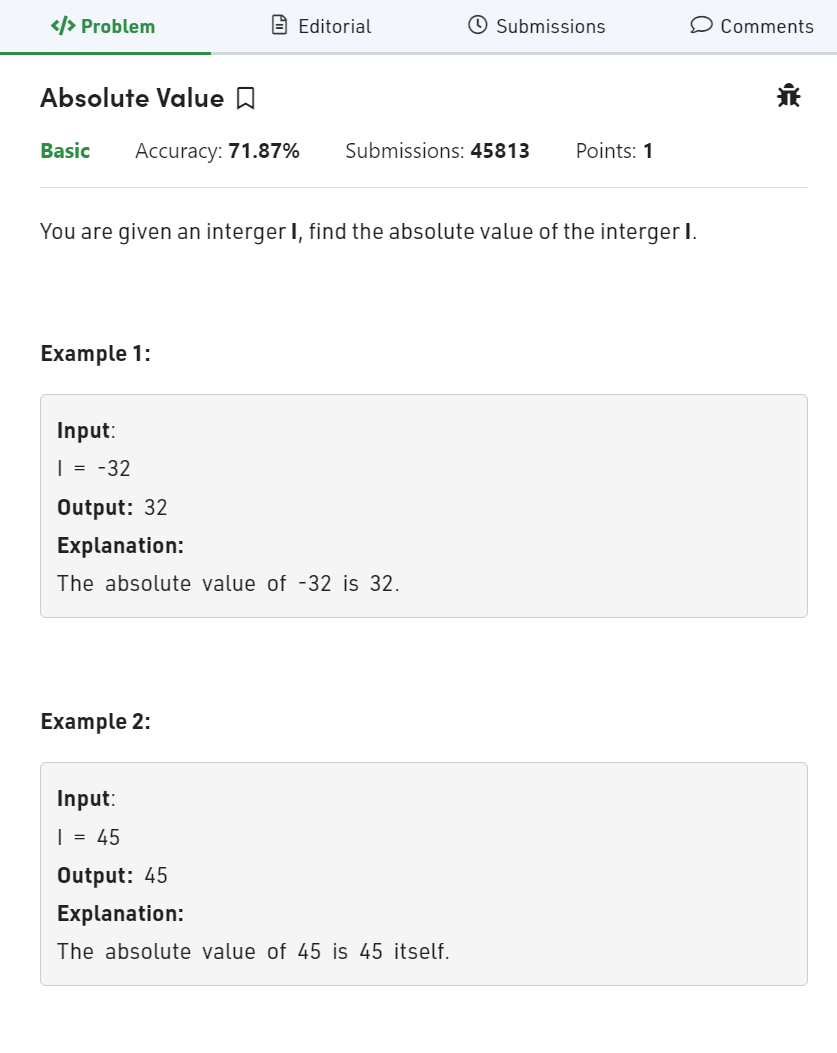 </> Problem Editorial Submissions Comments
Absolute Value
Basic Accuracy: 71.87% Submissions: 45813 Points: 1
You are given an interger I, find the absolute value of the interger I.
Example 1:
Input:
I = -32
Output: 32
Explanation:
The absolute value of -32 is 32.
Example 2:
Input:
I = 45
Output: 45
Explanation:
The absolute value of 45 is 45 itself.